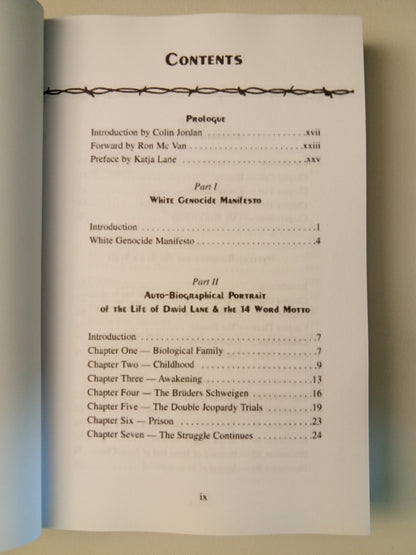 CONTENTS
PROLOGUE
Introduction by Colin Jordan . . . . . . . . . . . . . . . . . . . .xvii
Forward by Ron Mc Van . . . . . . . . . . . . . . . . . . . . . . .xxiii
Preface by Katja Lane . . . . . . . . . . . . . . . . . . . . . . . . .xxv
Part I
WHITE GENOCIDE MANIFESTO
Introduction . . . . . . . . . . . . . . . . . . . . . . . . . . . . . . . . . .1
White Genocide Manifesto . . . . . . . . . . . . . . . . . . . . . . .4
Part II
AUTO-BIOGRAPHICAL PORTRAIT
OF THE LIFE OF DAVID LANE & THE 14 WORD MOTTO
Introduction . . . . . . . . . . . . . . . . . . . . . . . . . . . . . . . . . .7
Chapter One — Biological Family . . . . . . . . . . . . . . . . .7
Chapter Two — Childhood . . . . . . . . . . . . . . . . . . . . . .9
Chapter Three — Awakening . . . . . . . . . . . . . . . . . . . .13
Chapter Four — The Brüders Schweigen . . . . . . . . . . .16
Chapter Five — The Double Jeopardy Trials . . . . . . . .19
Chapter Six — Prison . . . . . . . . . . . . . . . . . . . . . . . . .23
Chapter Seven — The Struggle Continues . . . . . . . . . .24
ix